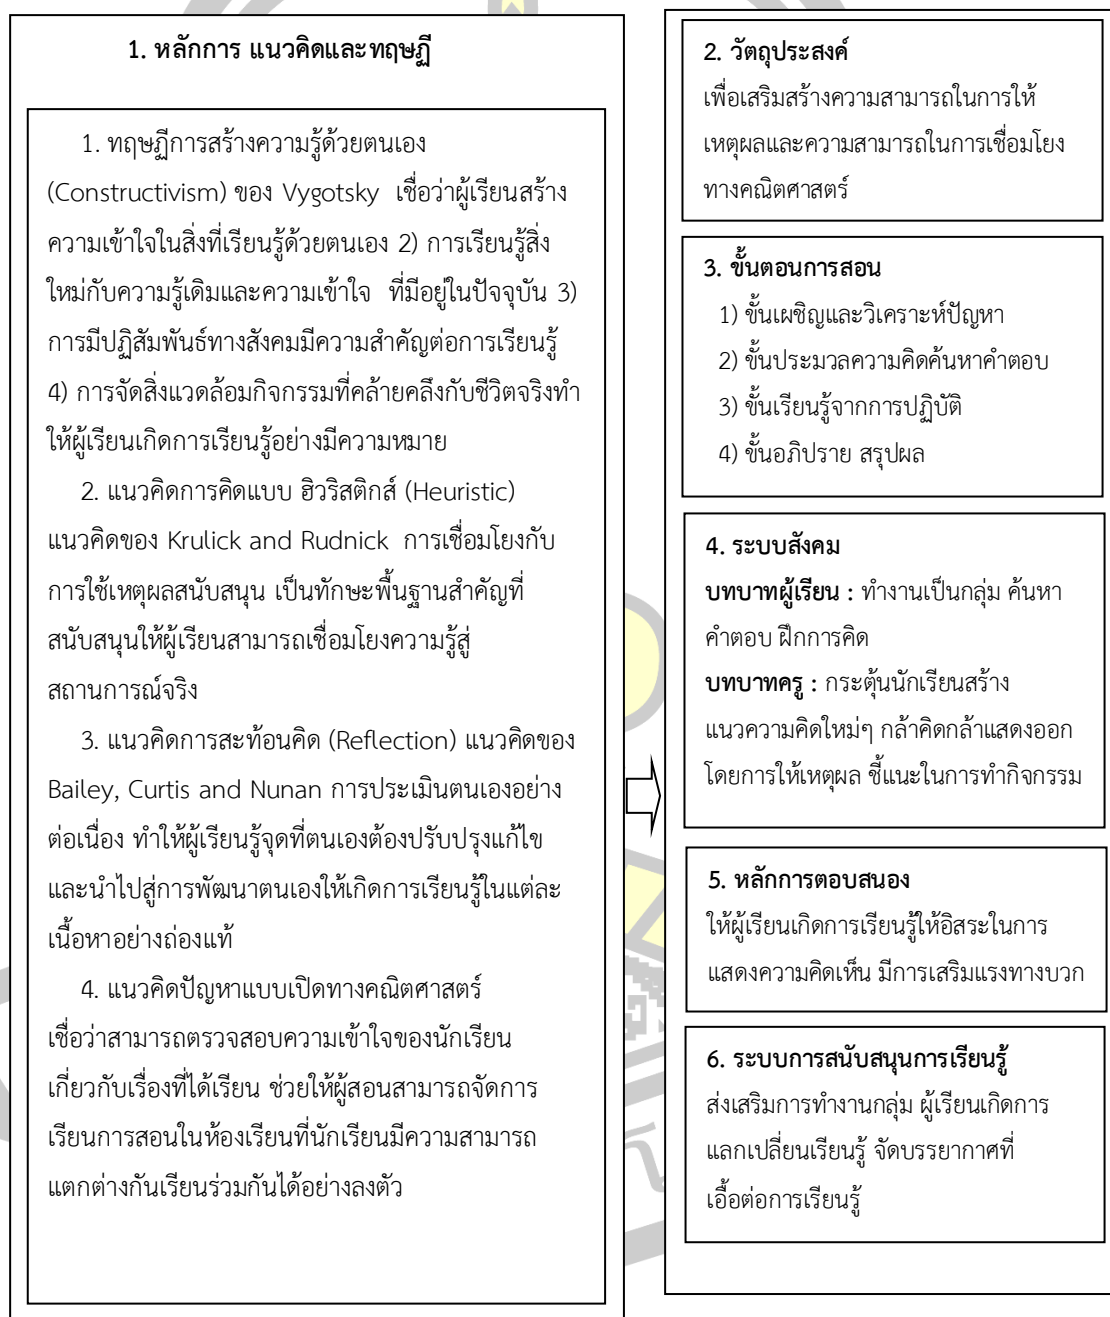 1. หลักการ แนวคิดและทฤษฎี
1. ทฤษฏีการสร้างความรู้ด้วยตนเอง
(Constructivism) ของ Vygotsky เชื่อว่าผู้เรียนสร้าง
ความเข้าใจในสิ่งที่เรียนรู้ด้วยตนเอง 2) การเรียนรู้สิ่ง
ใหม่กับความรู้เดิมและความเข้าใจ ที่มีอยู่ในปัจจุบัน 3)
การมีปฏิสัมพันธ์ทางสังคมมีความสำคัญต่อการเรียนรู้
4) การจัดสิ่งแวดล้อมกิจกรรมที่คล้ายคลึงกับชีวิตจริงทำ
ให้ผู้เรียนเกิดการเรียนรู้อย่างมีความหมาย
2. แนวคิดการคิดแบบ ฮิวริสติกส์ (Heuristic)
แนวคิดของ Krulick and Rudnick การเชื่อมโยงกับ
การใช้เหตุผลสนับสนุน เป็นทักษะพื้นฐานสำคัญที่
สนับสนุนให้ผู้เรียนสามารถเชื่อมโยงความรู้สู่
สถานการณ์จริง
3. แนวคิดการสะท้อนคิด (Reflection) แนวคิดของ
Bailey, Curtis and Nunan การประเมินตนเองอย่าง
ต่อเนื่อง ทำให้ผู้เรียนรู้จุดที่ตนเองต้องปรับปรุงแก้ไข
และนำไปสู่การพัฒนาตนเองให้เกิดการเรียนรู้ในแต่ละ
เนื้อหาอย่างถ่องแท้
4. แนวคิดปัญหาแบบเปิดทางคณิตศาสตร์
เชื่อว่าสามารถตรวจสอบความเข้าใจของนักเรียน
เกี่ยวกับเรื่องที่ได้เรียน ช่วยให้ผู้สอนสามารถจัดการ
เรียนการสอนในห้องเรียนที่นักเรียนมีความสามารถ
แตกต่างกันเรียนร่วมกันได้อย่างลงตัว
2. วัตถุประสงค์
เพื่อเสริมสร้างความสามารถในการให้
เหตุผลและความสามารถในการเชื่อมโยง
ทางคณิตศาสตร์
3. ขั้นตอนการสอน
1) ขั้นเผชิญและวิเคราะห์ปัญหา
2) ขั้นประมวลความคิดค้นหาคำตอบ
3) ขั้นเรียนรู้จากการปฏิบัติ
4) ขั้นอภิปราย สรุปผล
4. ระบบสังคม
บทบาทผู้เรียน : ทำงานเป็นกลุ่ม ค้นหา
คำตอบ ฝึกการคิด
บทบาทครู : กระตุ้นนักเรียนสร้าง
แนวความคิดใหม่ๆ กล้าคิดกล้าแสดงออก
โดยการให้เหตุผล ชี้แนะในการทำกิจกรรม
5. หลักการตอบสนอง
ให้ผู้เรียนเกิดการเรียนรู้ให้อิสระในการ
แสดงความคิดเห็น มีการเสริมแรงทางบวก
6. ระบบการสนับสนุนการเรียนรู้
ส่งเสริมการทำงานกลุ่ม ผู้เรียนเกิดการ
แลกเปลี่ยนเรียนรู้ จัดบรรยากาศที่
เอื้อต่อการเรียนรู้